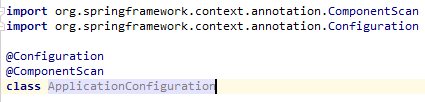 import org.springframework.context.annotation.ComponentScan
import org.springframework.context.annotation.Configuration
@Configuration
@ComponentScan
class ApplicationConfiguration